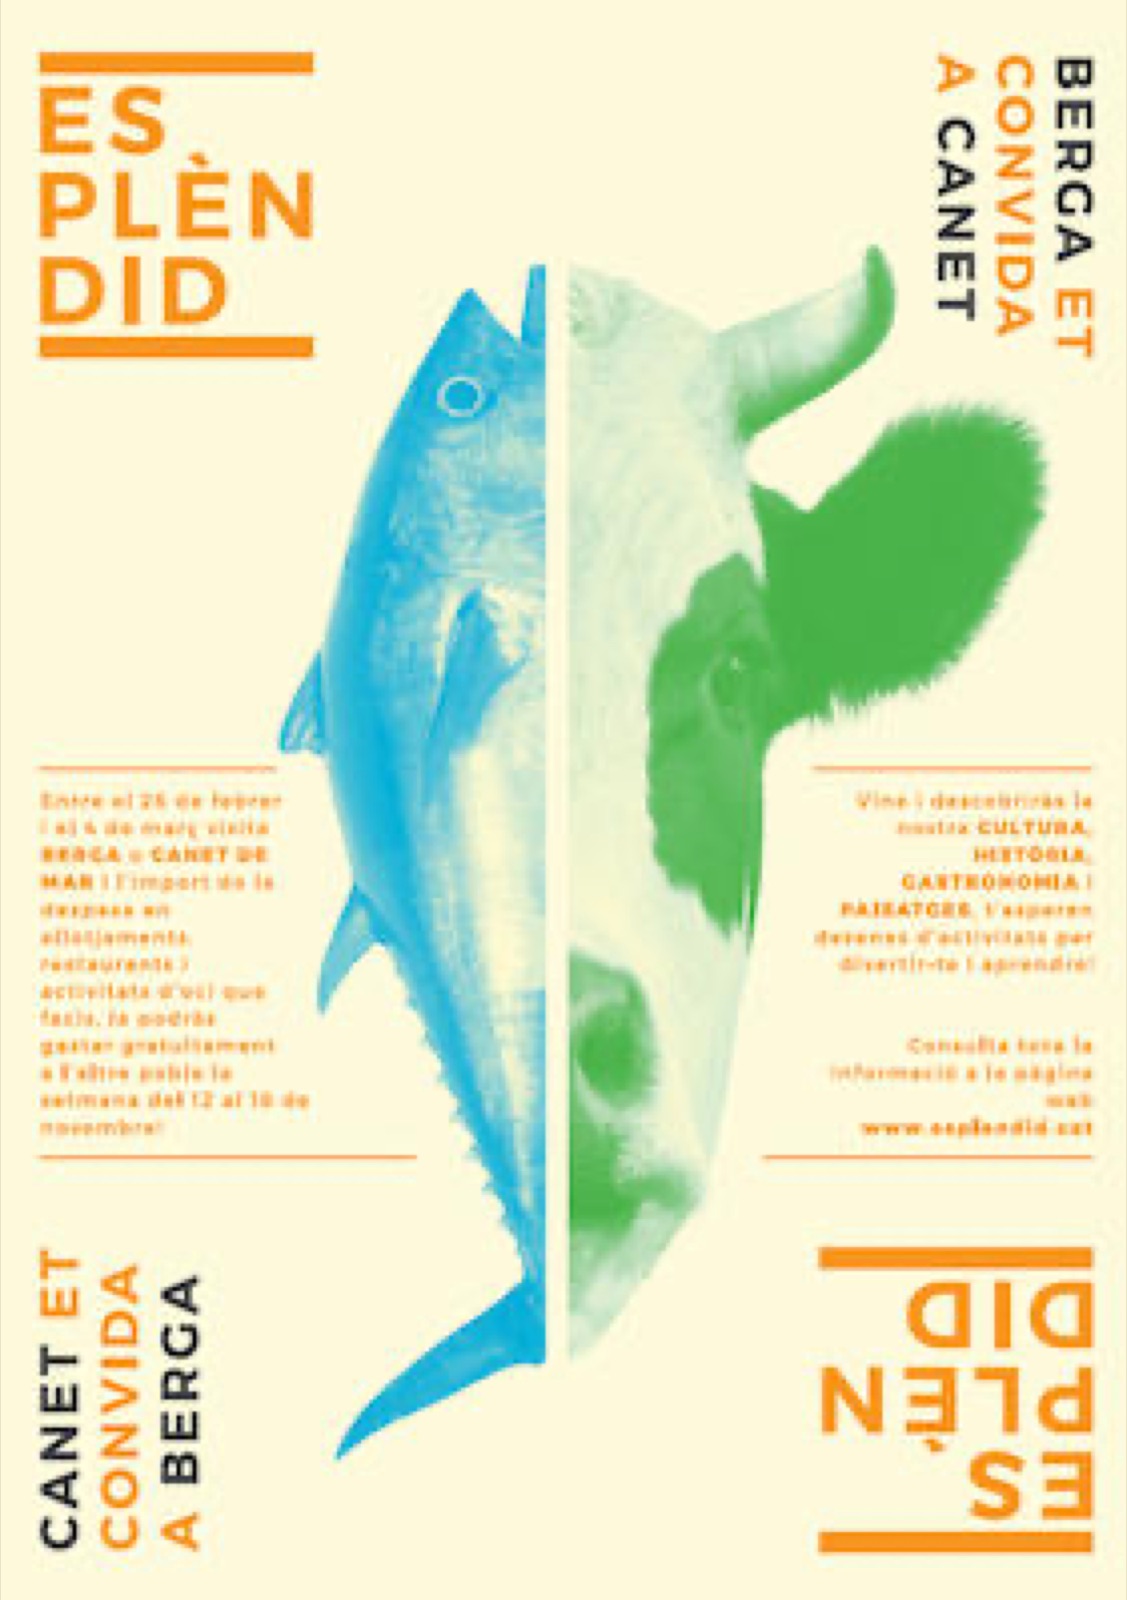 ES
PLÈN
DID
BERGA ET
CONVIDA
A CANET
Entre el 25 de febrer
i el 4 de març visita
BERGA o CANET DE
MAR i l'import de la
despesa en
allotjaments,
restaurants i
activitats d'oci que
facis, la podràs
gastar gratuïtament
a l'altre poble la
setmana del 12 al 18 de
novembre!
Vine i descobriràs la
nostra CULTURA,
HISTÒRIA,
GASTRONOMIA i
PAISATGES, t'esperen
desenes d'activitats per
divertir-te i aprendre!
Consulta tota la
informació a la pàgina
web
www.esplendid.cat
CANET ET
CONVIDA
A BERGA
ES
PLÈN
DID